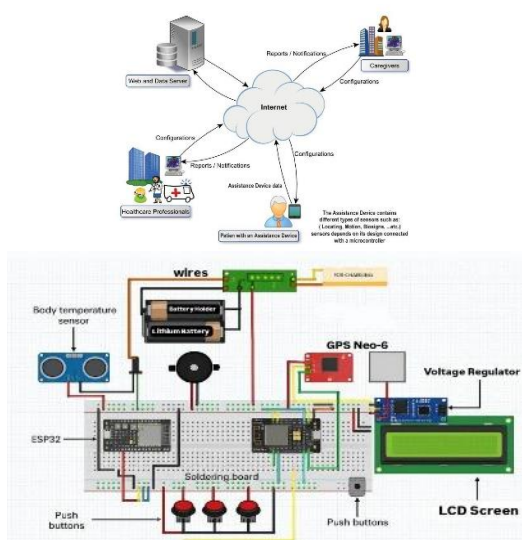 Web and Data Server
Reports / Notifications
Caregivers
Configurations
Internet
Configurations
Reports / Notifications
Configurations
Healthcare Professionals
Assistance Device data
Patien with an Assistance Device
The Assistance Device contains
different types of sensors such as:
( Locating, Motion, Biosigns, ...etc.)
sensors depends on its design connected
with a microcontroller
wires
FOR CHARGING
Battery Holder
Lithium Battery
Body temperature
sensor
GPS Neo-6
Voltage Regulator
ESP32
Soldering board
Push
buttons
Push buttons
LCD Screen